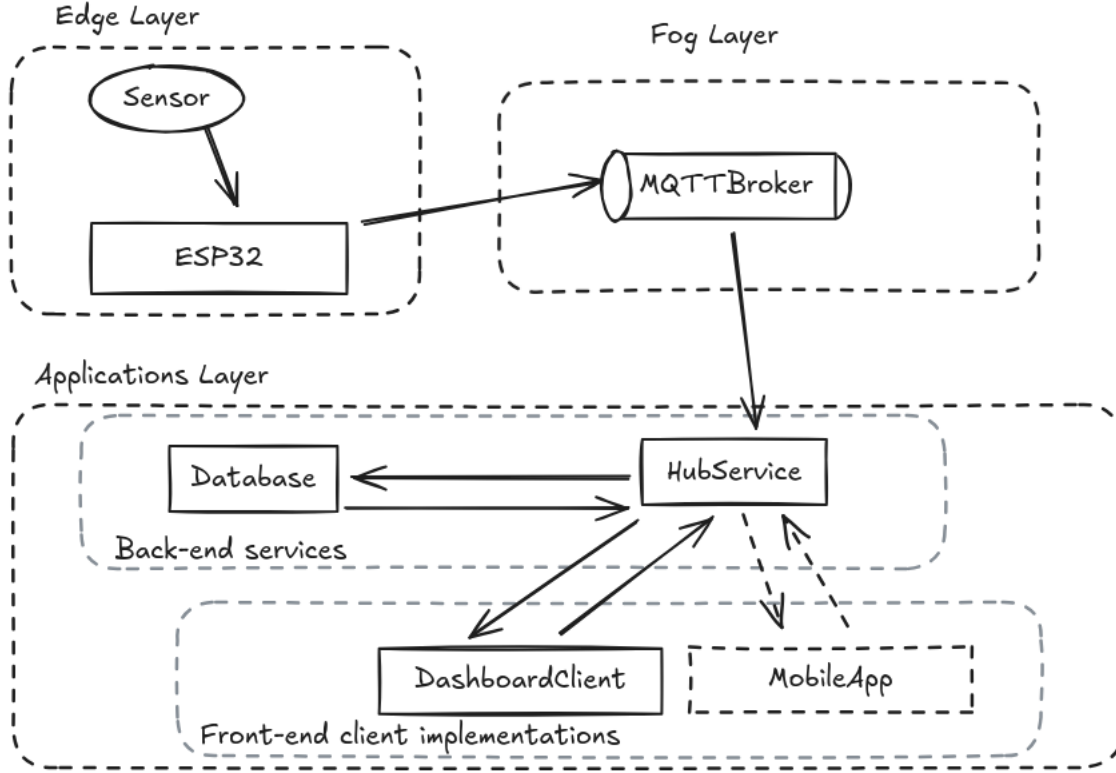 Edge Layer
Fog Layer
Sensor
MQTTBroker
ESP32
Applications Layer
Database
HubService
Back-end services
DashboardClient
MobileApp
Front-end client implementations